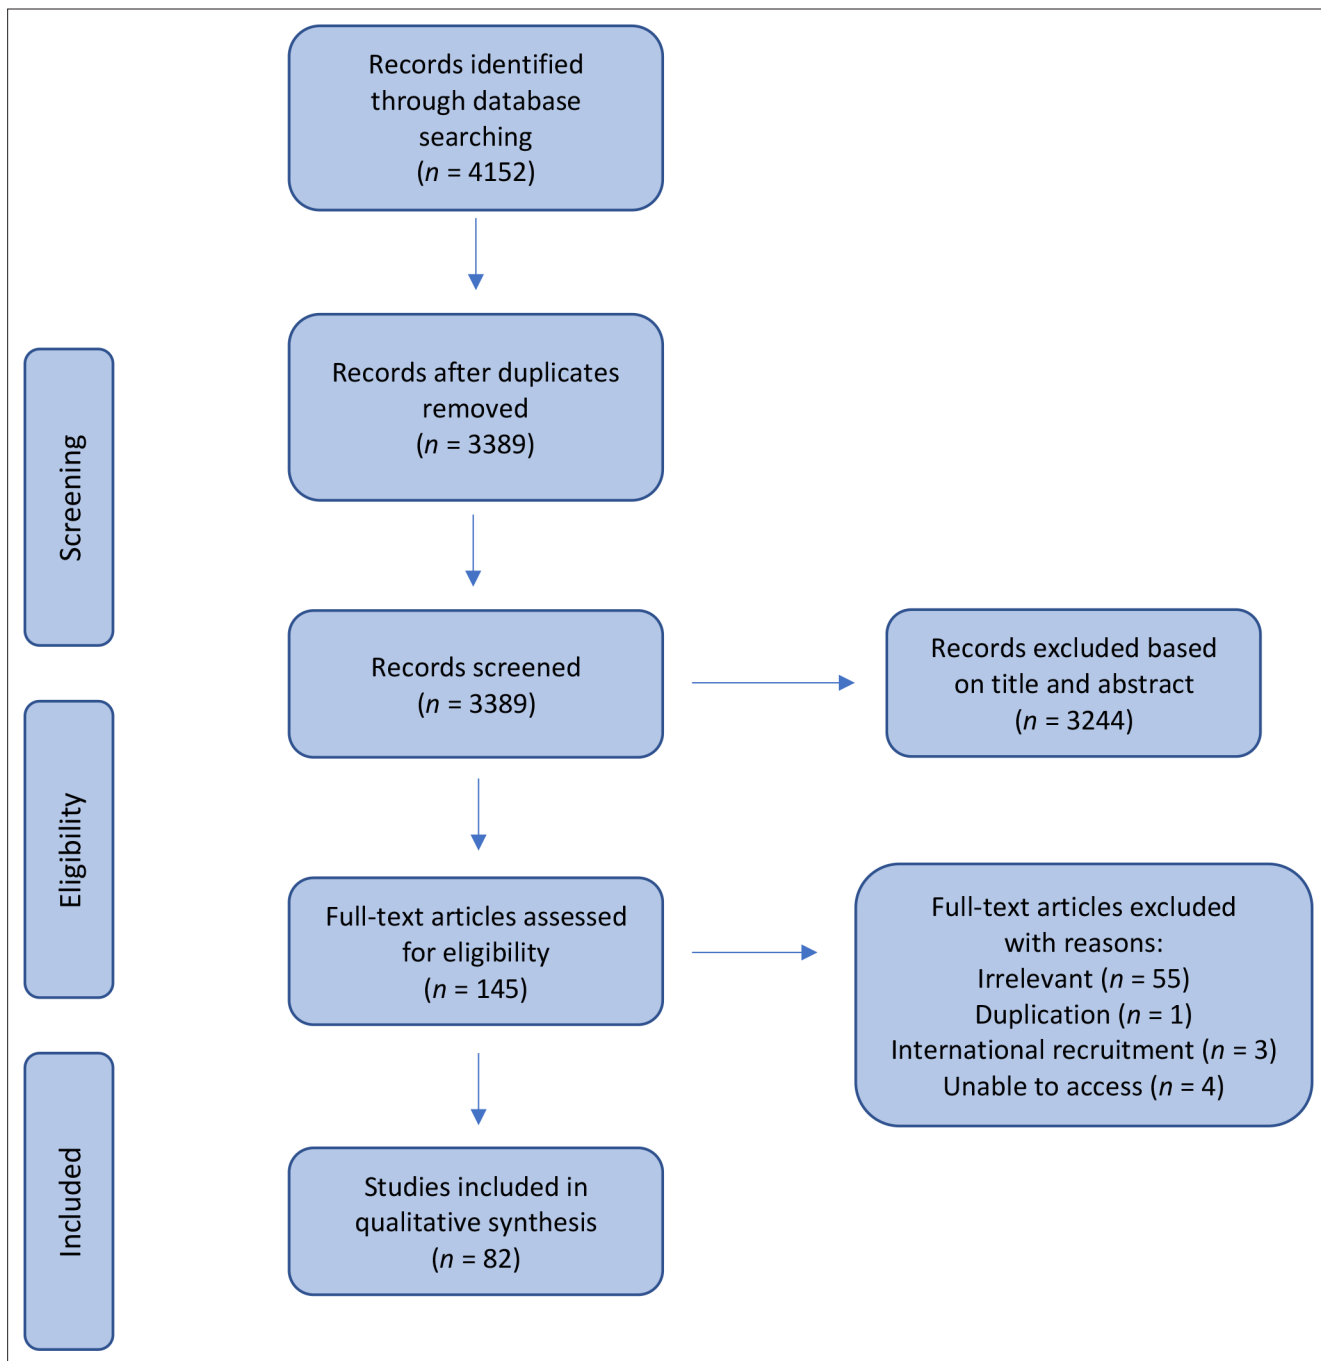 Records identified
through database
searching
(n = 4152)
Records after duplicates
removed
(n = 3389)
Screening
Records screened
(n = 3389)
Records excluded based
on title and abstract
(n = 3244)
Eligibility
Full-text articles assessed
for eligibility
(n = 145)
Full-text articles excluded
with reasons:
Irrelevant (n = 55)
Duplication (n = 1)
International recruitment (n = 3)
Unable to access (n = 4)
Included
Studies included in
qualitative synthesis
(n = 82)